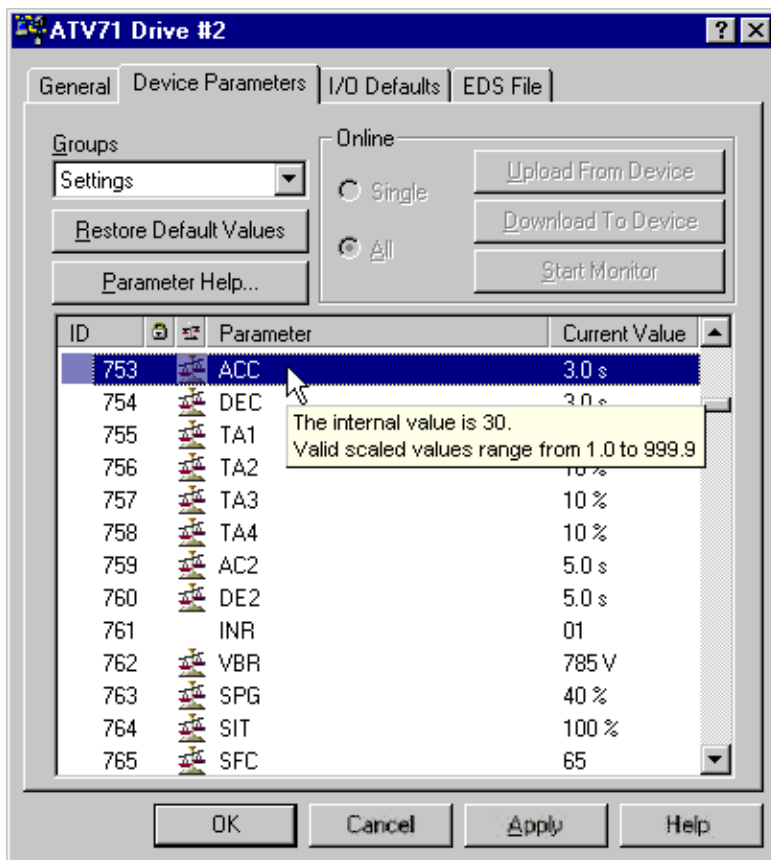 ATV71 Drive #2
General Device Parameters I/O Defaults EDS File
Groups
Settings
Restore Default Values
Parameter Help...
Online
Single
All
Upload From Device
Download To Device
Start Monitor
ID Parameter Current Value
753 ACC 3.0 s
754 DEC 3.0 s
The internal value is 30.
Valid scaled values range from 1.0 to 999.9
755 TA1
756 TA2 10 %
757 TA3 10 %
758 TA4 10 %
759 AC2 5.0 s
760 DE2 5.0 s
761 INR 01
762 VBR 785 V
763 SPG 40 %
764 SIT 100 %
765 SFC 65
OK Cancel Apply Help